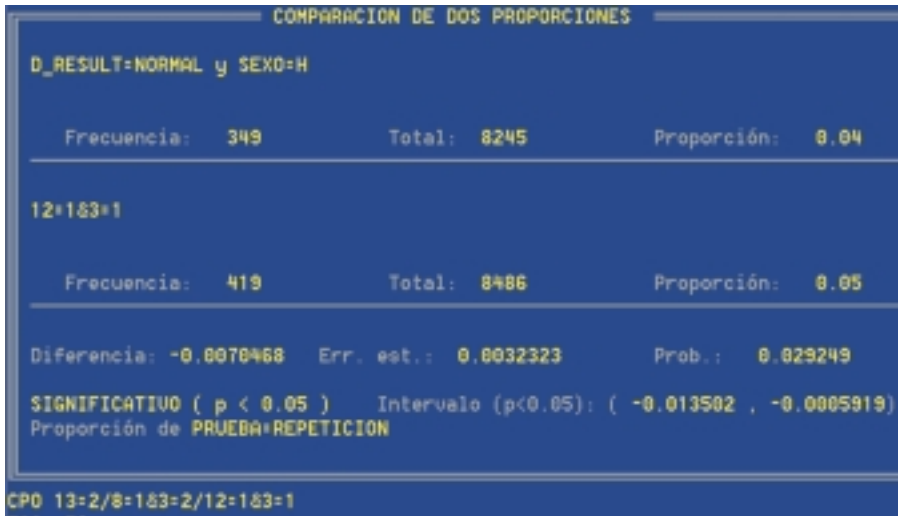 COMPARACION DE DOS PROPORCIONES
D_RESULT=NORMAL y SEXO=H
Frecuencia: 349 Total: 8245 Proporción: 0.04
12=1&3=1
Frecuencia: 419 Total: 8486 Proporción: 0.05
Diferencia: -0.0070468 Err. est.: 0.0032323 Prob.: 0.029249
SIGNIFICATIVO ( p < 0.05 ) Intervalo (p<0.05): ( -0.013502 , -0.0005919)
Proporción de PRUEBA=REPETICION
CPO 13=2/8=1&3=2/12=1&3=1